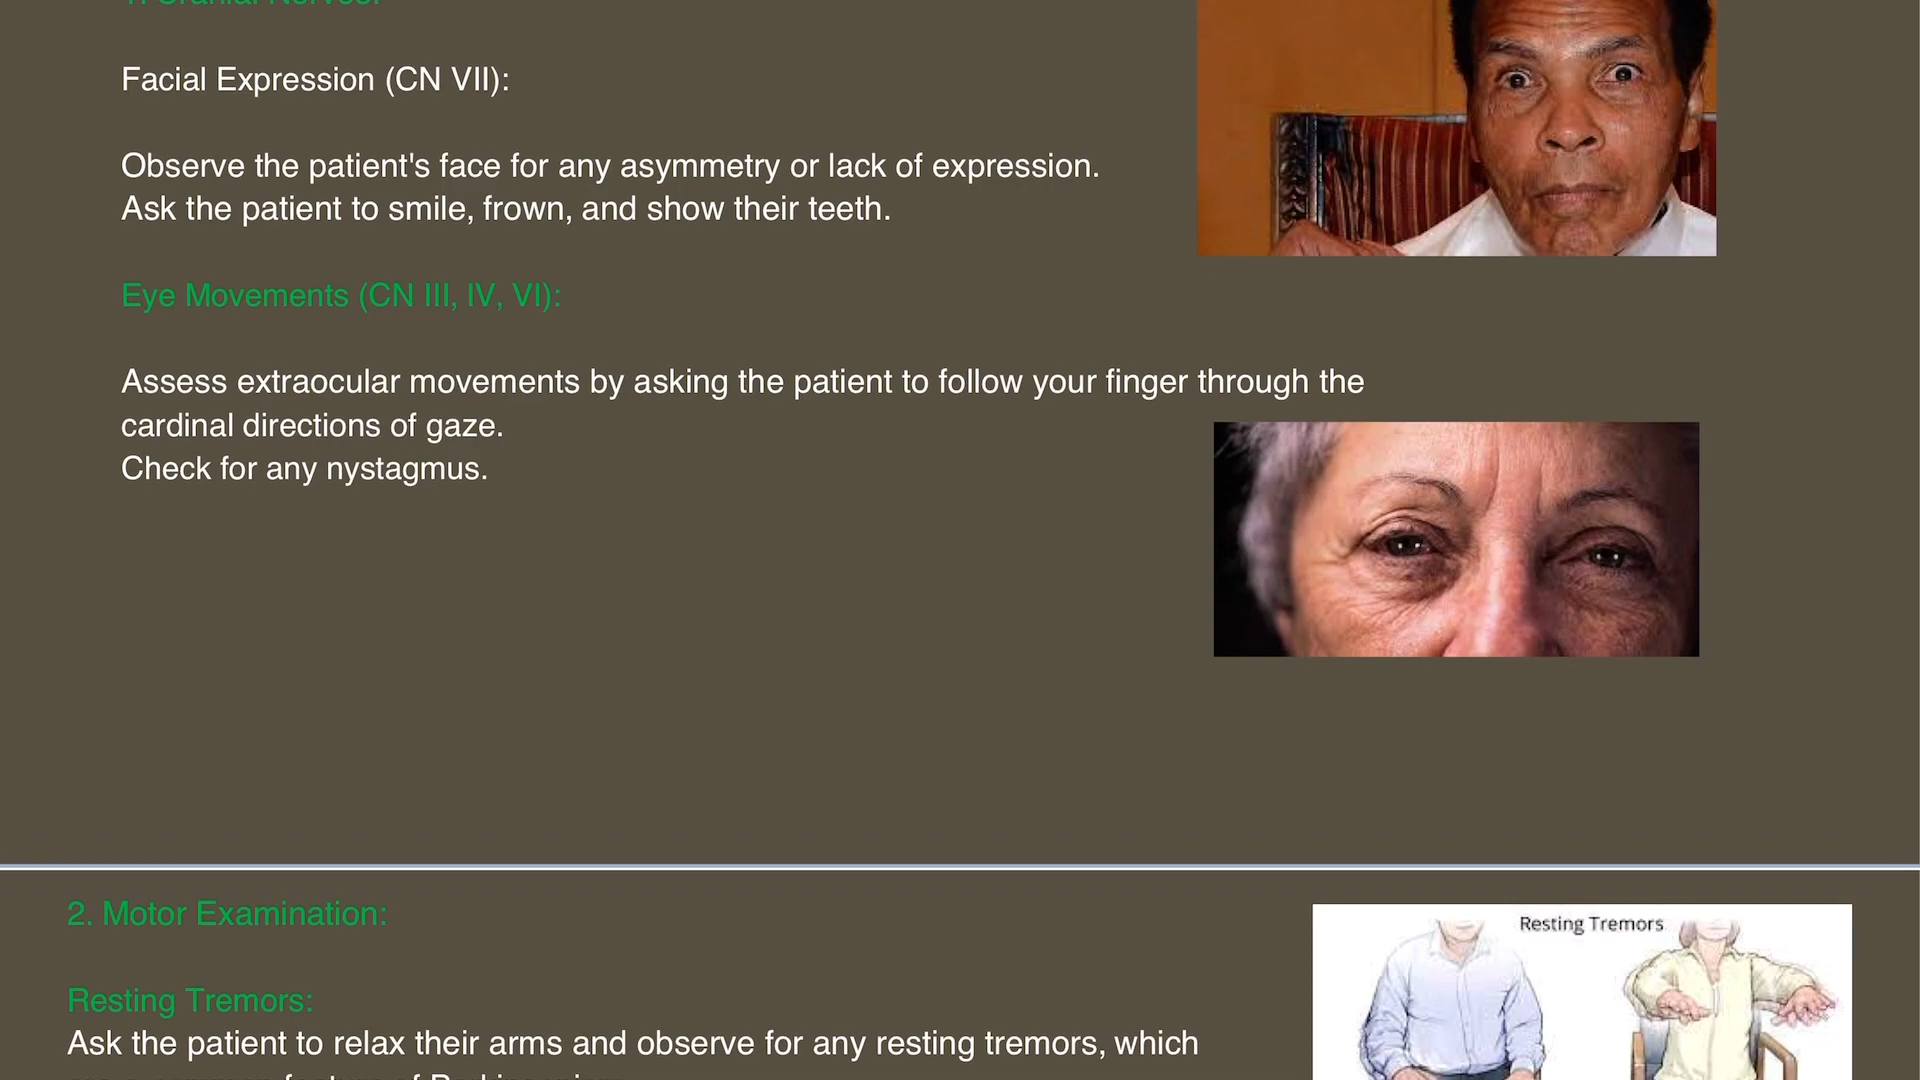 1. Cranial Nerves:
Facial Expression (CN VII):
Observe the patient's face for any asymmetry or lack of expression.
Ask the patient to smile, frown, and show their teeth.
Eye Movements (CN III, IV, VI):
Assess extraocular movements by asking the patient to follow your finger through the
cardinal directions of gaze.
Check for any nystagmus.
2. Motor Examination:
Resting Tremors
Resting Tremors:
Ask the patient to relax their arms and observe for any resting tremors, which